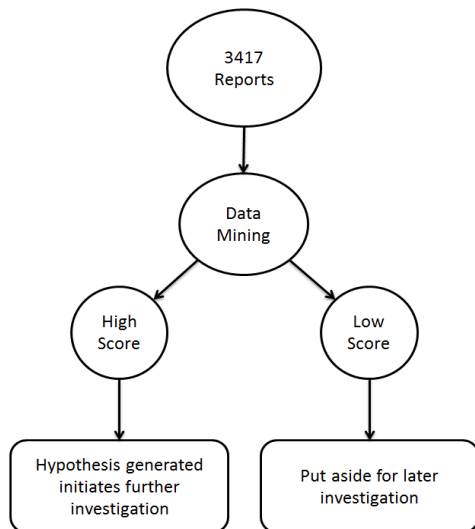 3417
Reports
Data
Mining
High
Score
Low
Score
Hypothesis generated
initiates further
investigation
Put aside for later
investigation